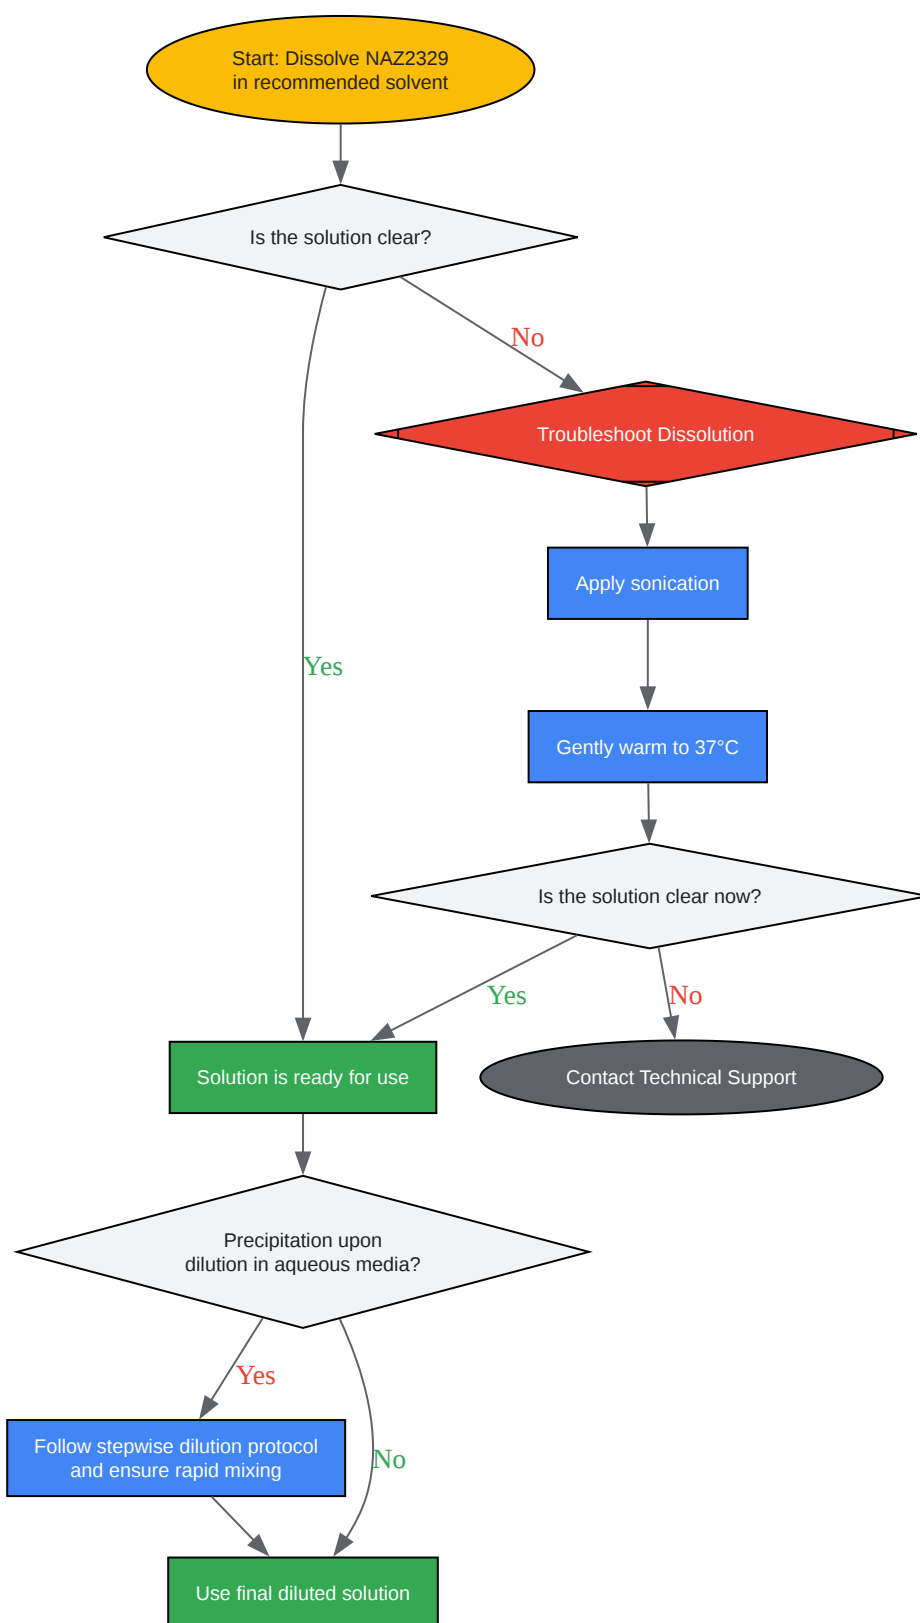 Start: Dissolve NAZ2329
in recommended solvent
Is the solution clear?
No
Troubleshoot Dissolution
Apply sonication
Yes
Gently warm to 37°C
Is the solution clear now?
Yes
No
Solution is ready for use
Contact Technical Support
Precipitation upon
dilution in aqueous media?
Yes
Follow stepwise dilution protocol
and ensure rapid mixing
No
Use final diluted solution